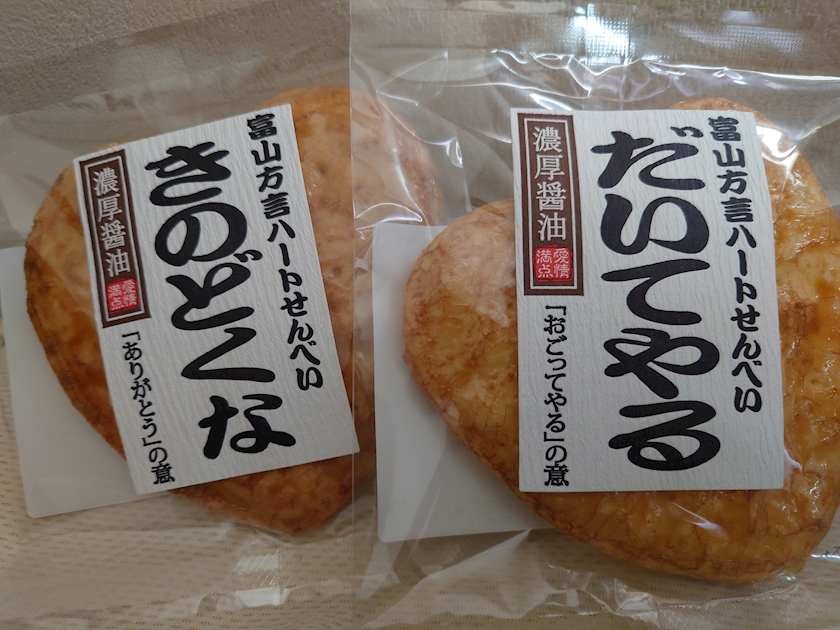 富山方言ハートせんべい
きのどくな
濃厚醤油
愛情
満点
「ありがとう」の意
富山方言ハートせんべい
だいてやる
濃厚醤油
愛情
満点
「おごってやる」の意